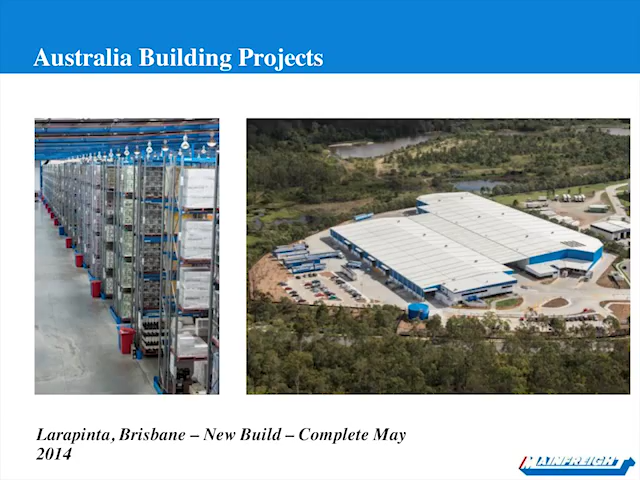 Australia Building Projects
Larapinta, Brisbane – New Build – Complete May
2014
MAINFREIGHT